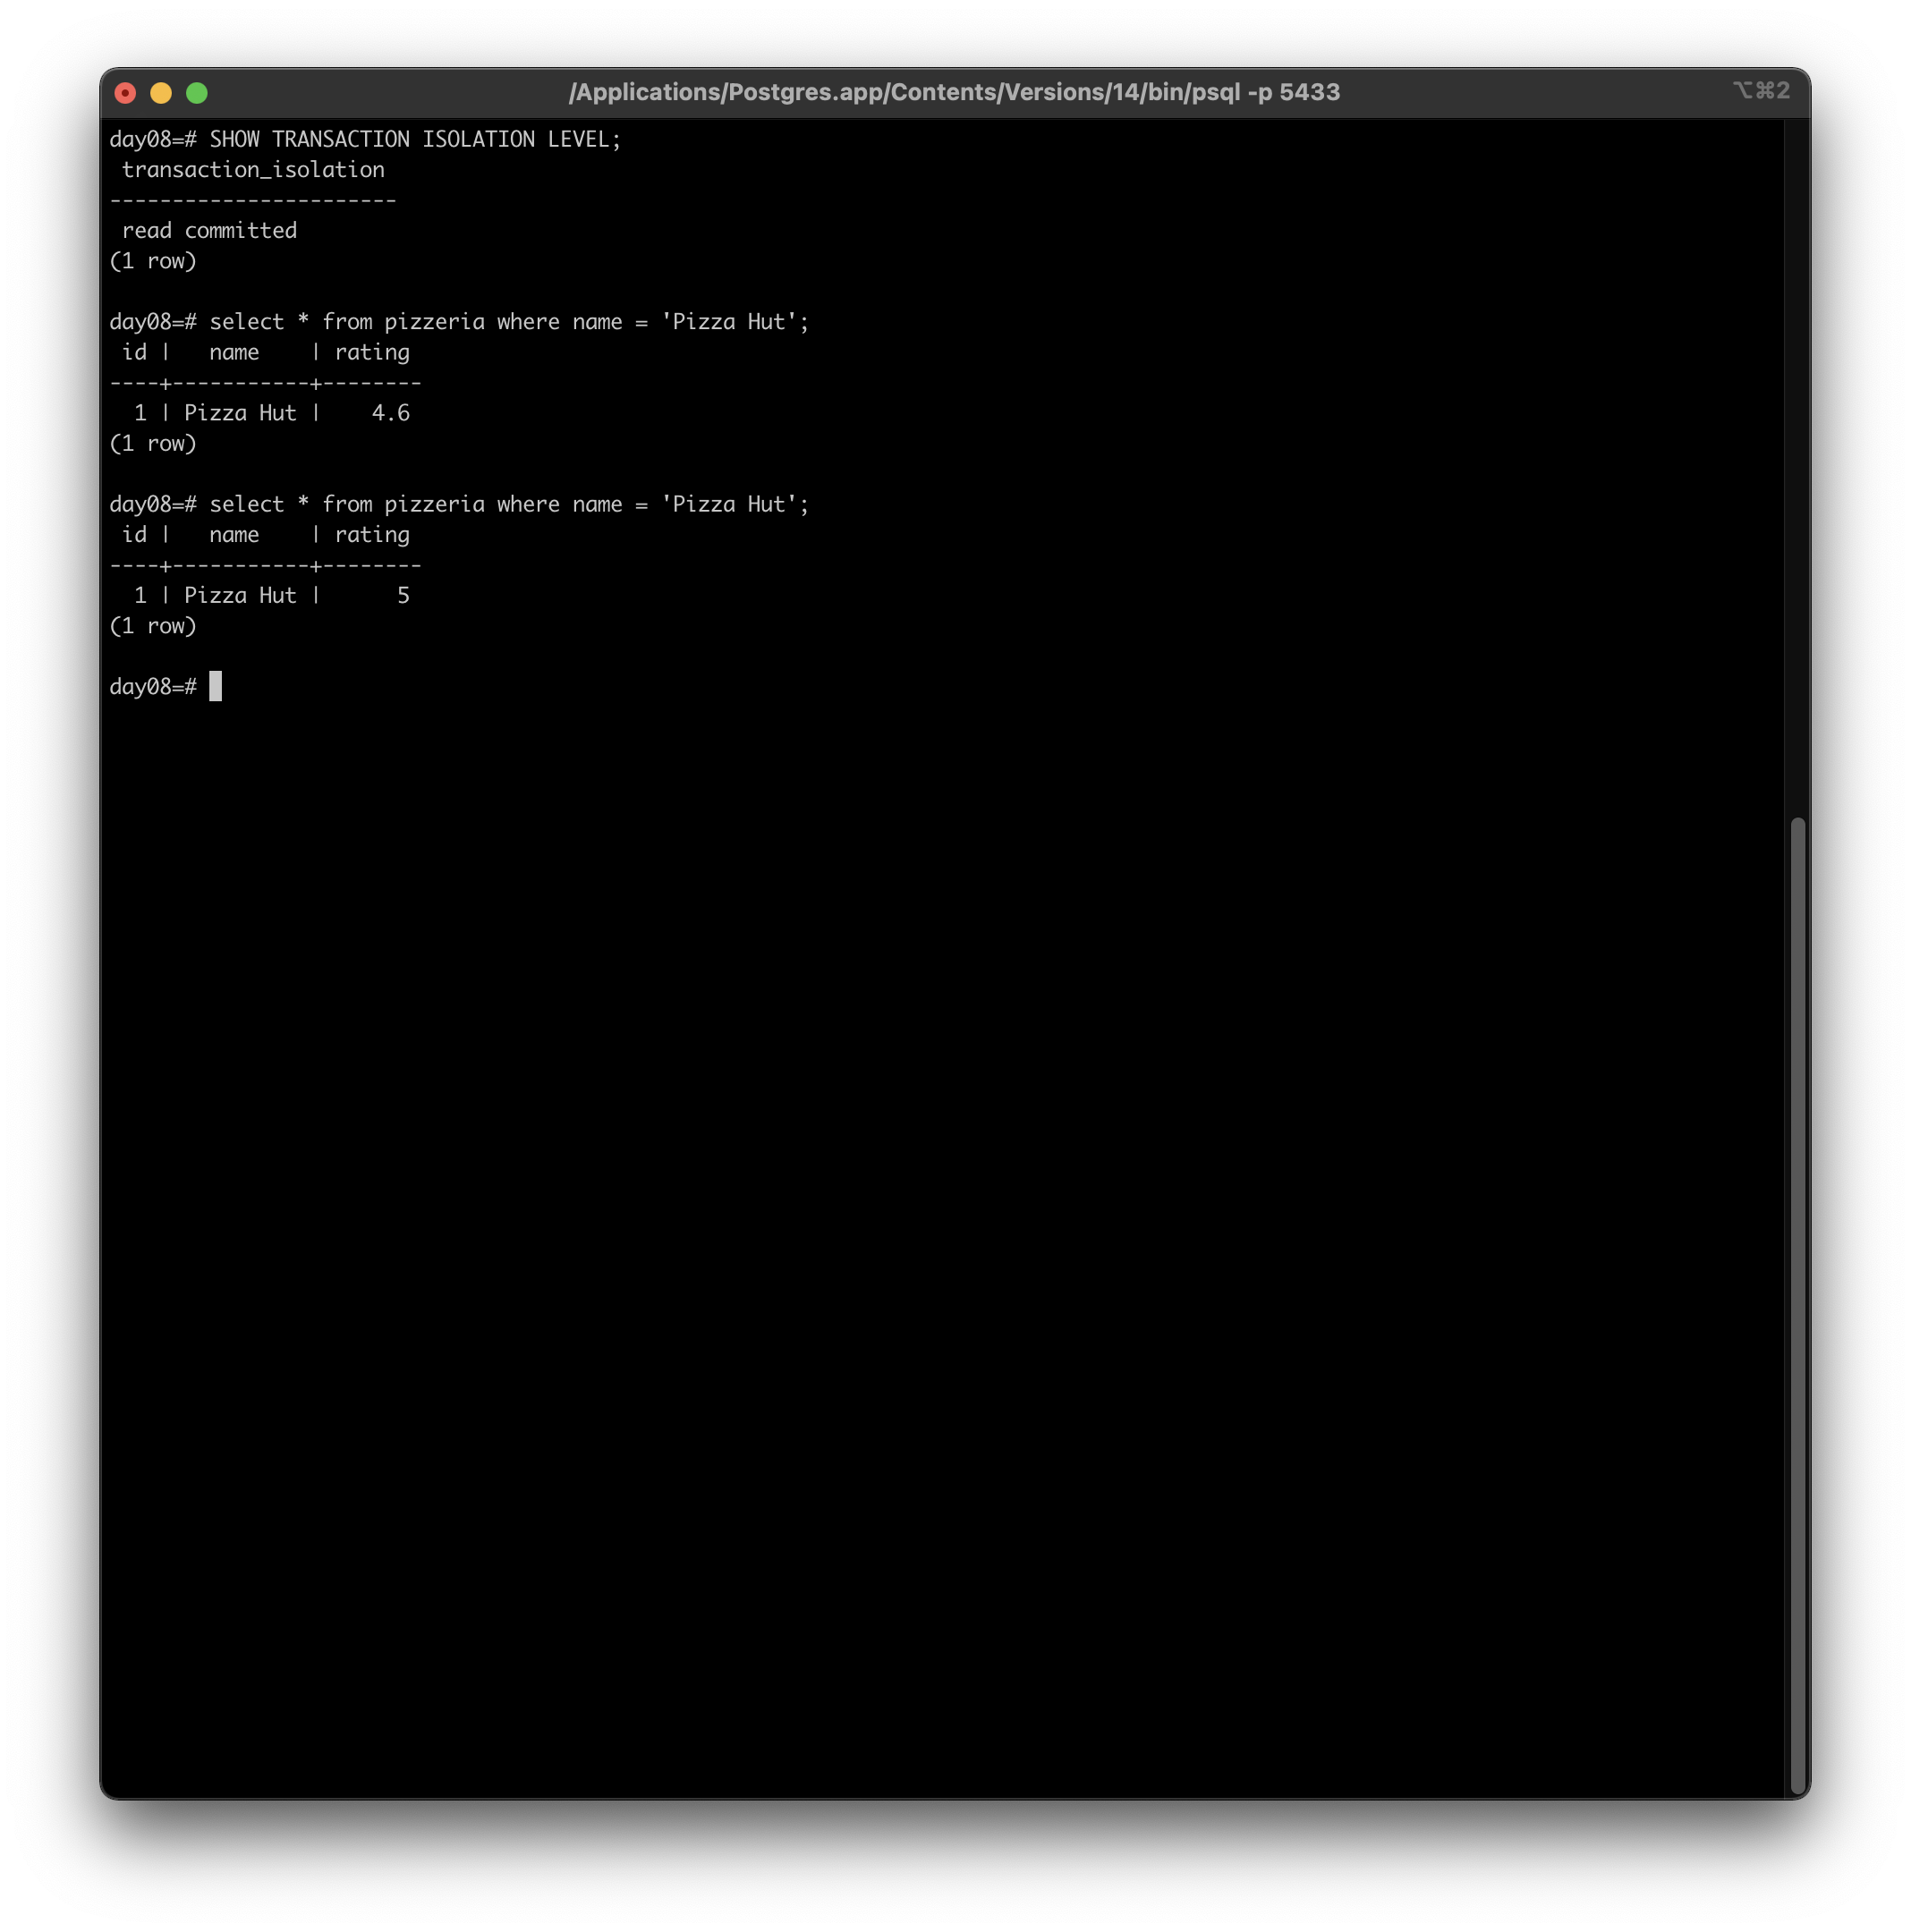 /Applications/Postgres.app/Contents/Versions/14/bin/psql -p 5433 ⌥⌘2
day08=# SHOW TRANSACTION ISOLATION LEVEL;
 transaction_isolation
-----------------------
 read committed
(1 row)

day08=# select * from pizzeria where name = 'Pizza Hut';
 id |   name    | rating
----+-----------+--------
  1 | Pizza Hut |    4.6
(1 row)

day08=# select * from pizzeria where name = 'Pizza Hut';
 id |   name    | rating
----+-----------+--------
  1 | Pizza Hut |      5
(1 row)

day08=#